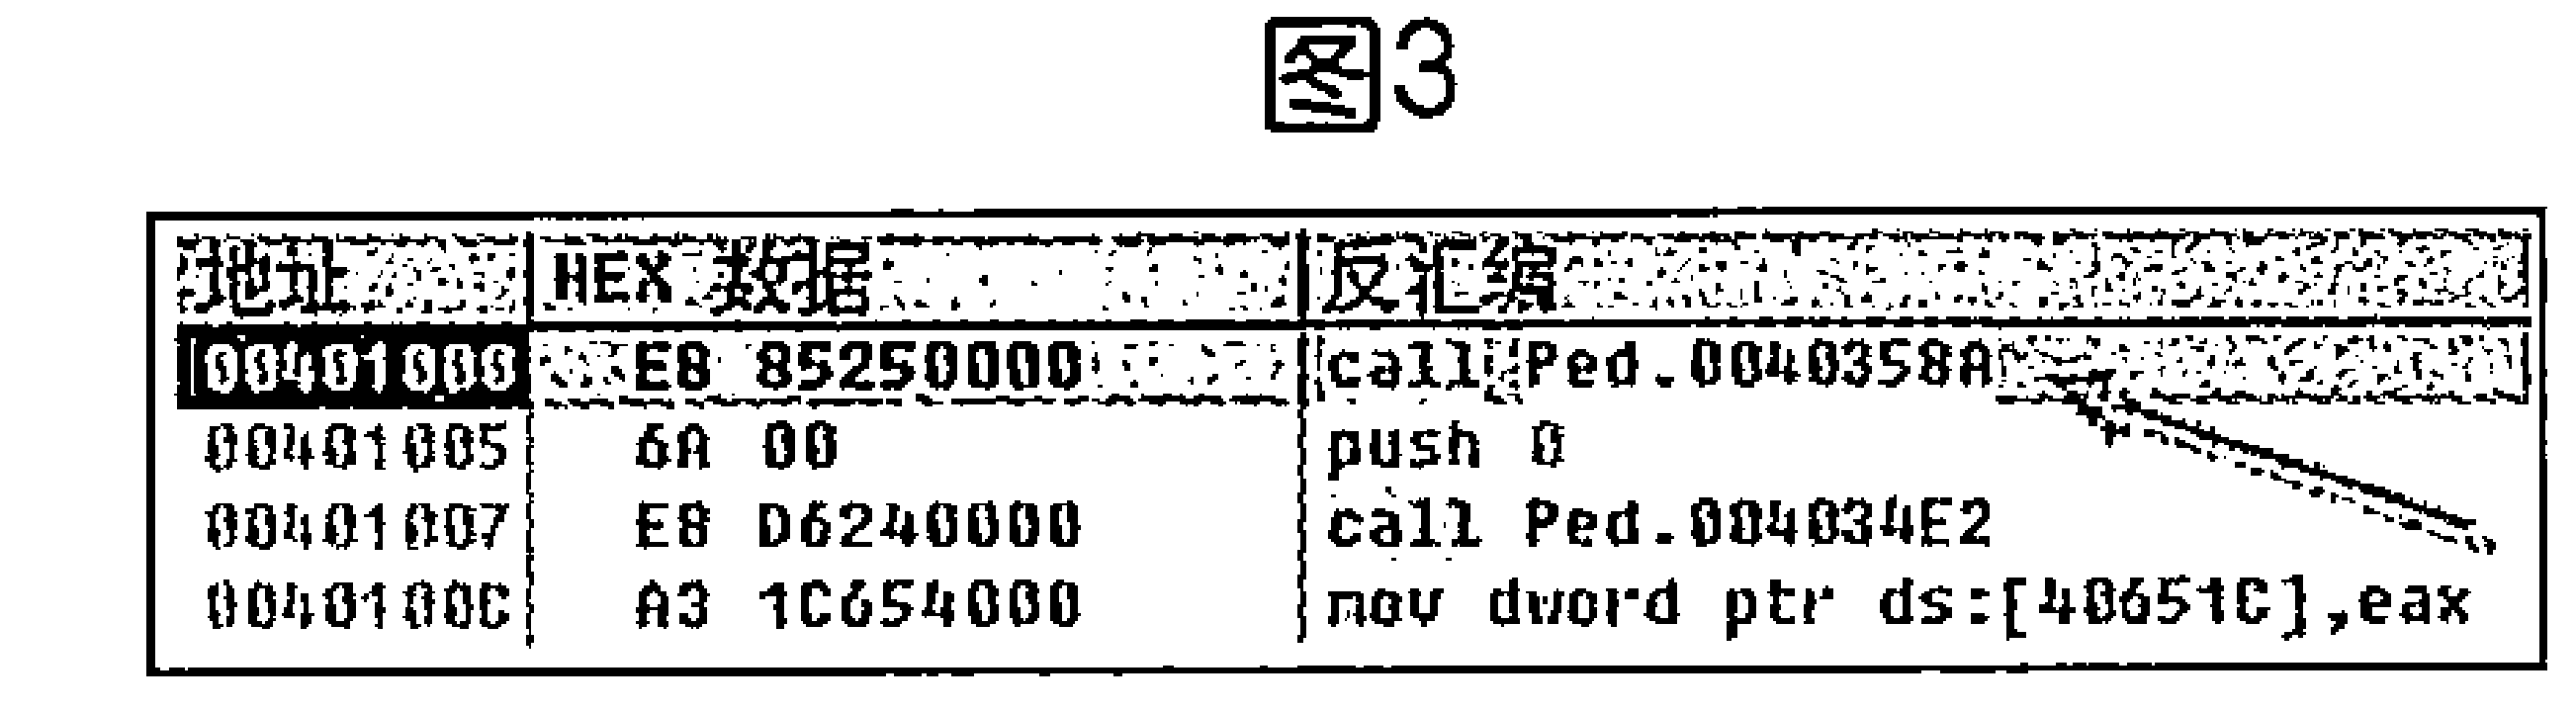 图3
地址 HEX 数据 反汇编
00401000 E8 85250000 call Ped.0040358A
00401005 6A 00 push 0
00401007 E8 D6240000 call Ped.004034E2
0040100C A3 1C654000 mov dword ptr ds:[40651C],eax